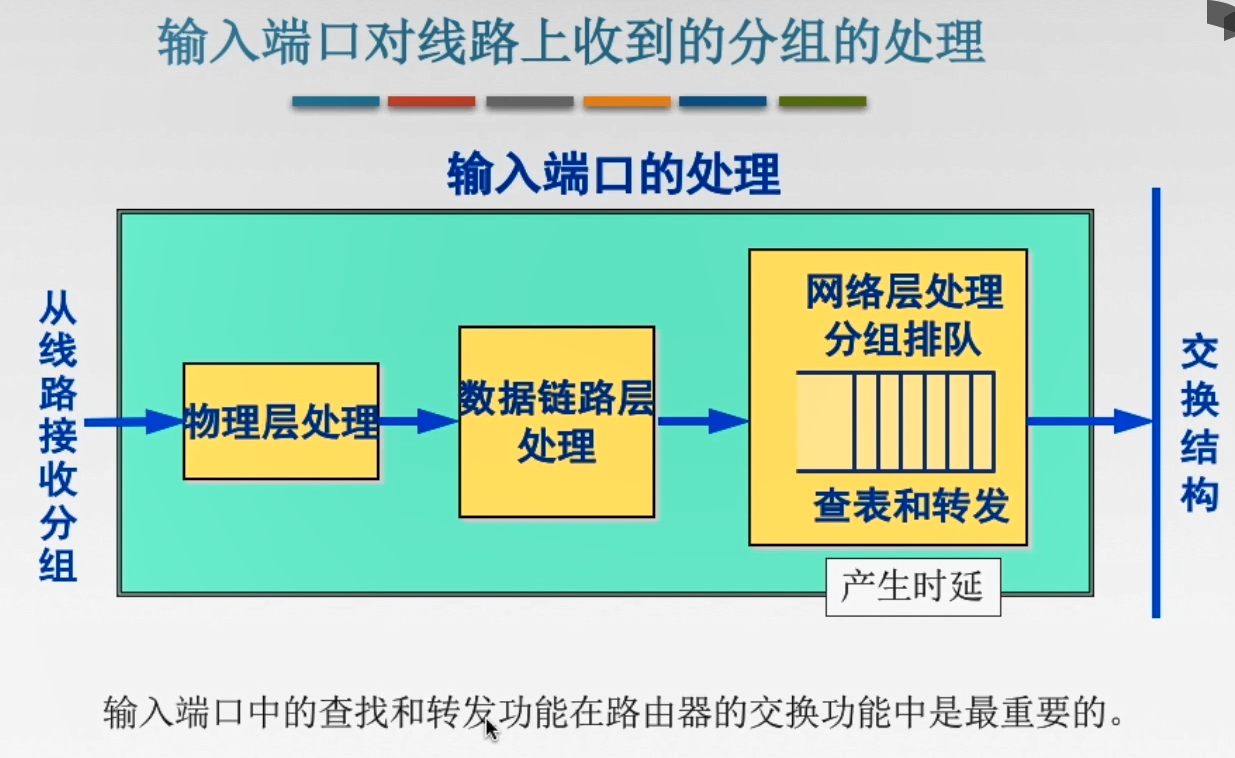 输入端口对线路上收到的分组的处理
输入端口的处理
从线路接收分组
物理层处理
数据链路层
处理
网络层处理
分组排队
查表和转发
产生时延
交换结构
输入端口中的查找和转发功能在路由器的交换功能中是最重要的。